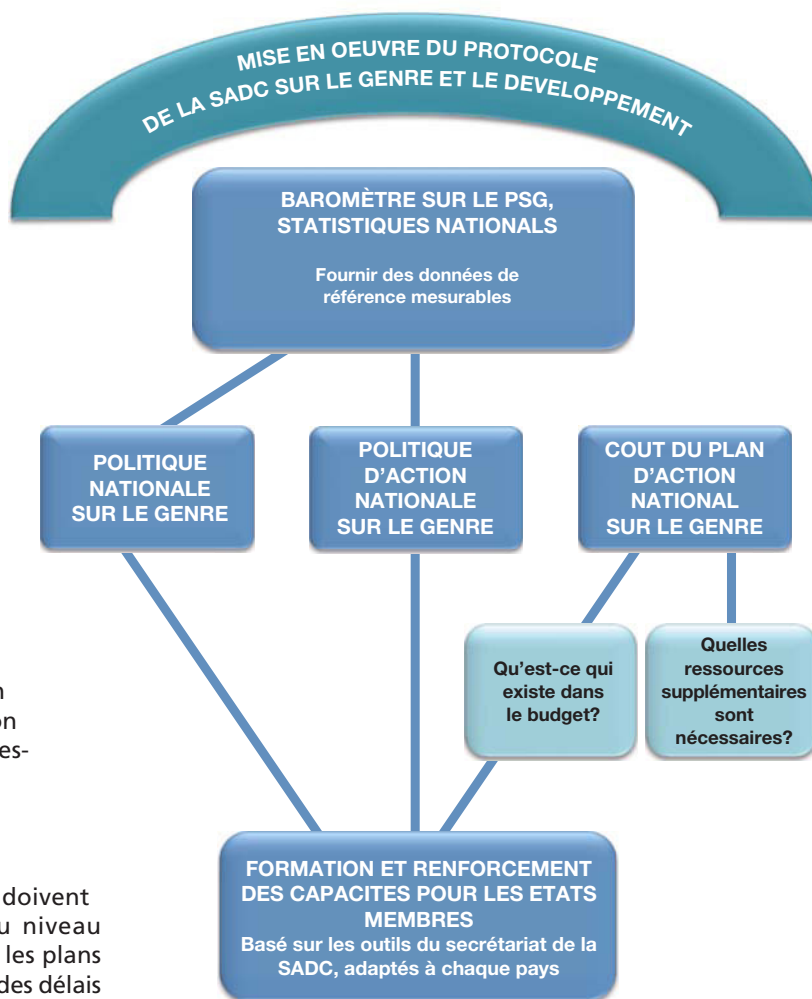 MISE EN OEUVRE DU PROTOCOLE
DE LA SADC SUR LE GENRE ET LE DEVELOPPEMENT
BAROMÈTRE SUR LE PSG,
STATISTIQUES NATIONALS
Fournir des données de
référence mesurables
POLITIQUE
NATIONALE
SUR LE GENRE
POLITIQUE
D'ACTION
NATIONALE
SUR LE GENRE
COUT DU PLAN
D'ACTION
NATIONAL
SUR LE GENRE
Qu'est-ce qui
existe dans
le budget?
Quelles
ressources
supplémentaires
sont
nécessaires?
FORMATION ET RENFORCEMENT
DES CAPACITES POUR LES ETATS
MEMBRES
Basé sur les outils du secrétariat de la
SADC, adaptés à chaque pays
doivent
niveau
les plans
des délais